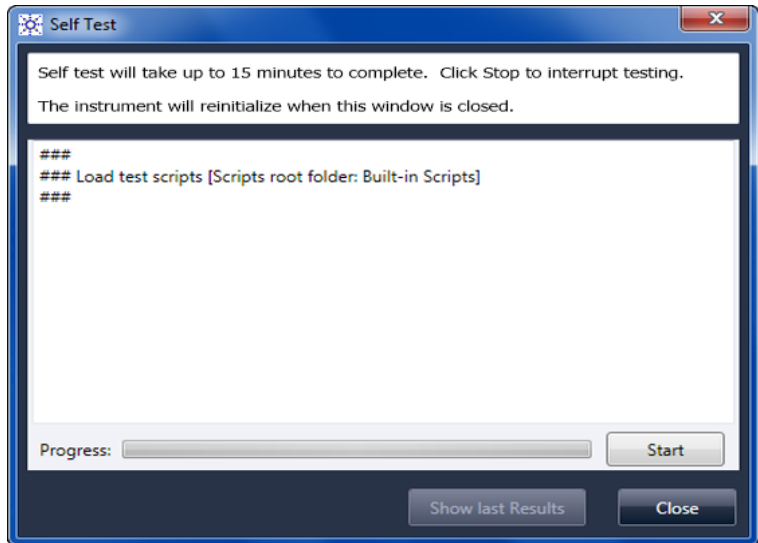 Self Test
Self test will take up to 15 minutes to complete.  Click Stop to interrupt testing.
The instrument will reinitialize when this window is closed.
###
### Load test scripts [Scripts root folder: Built-in Scripts]
###
Progress:
Start
Show last Results
Close